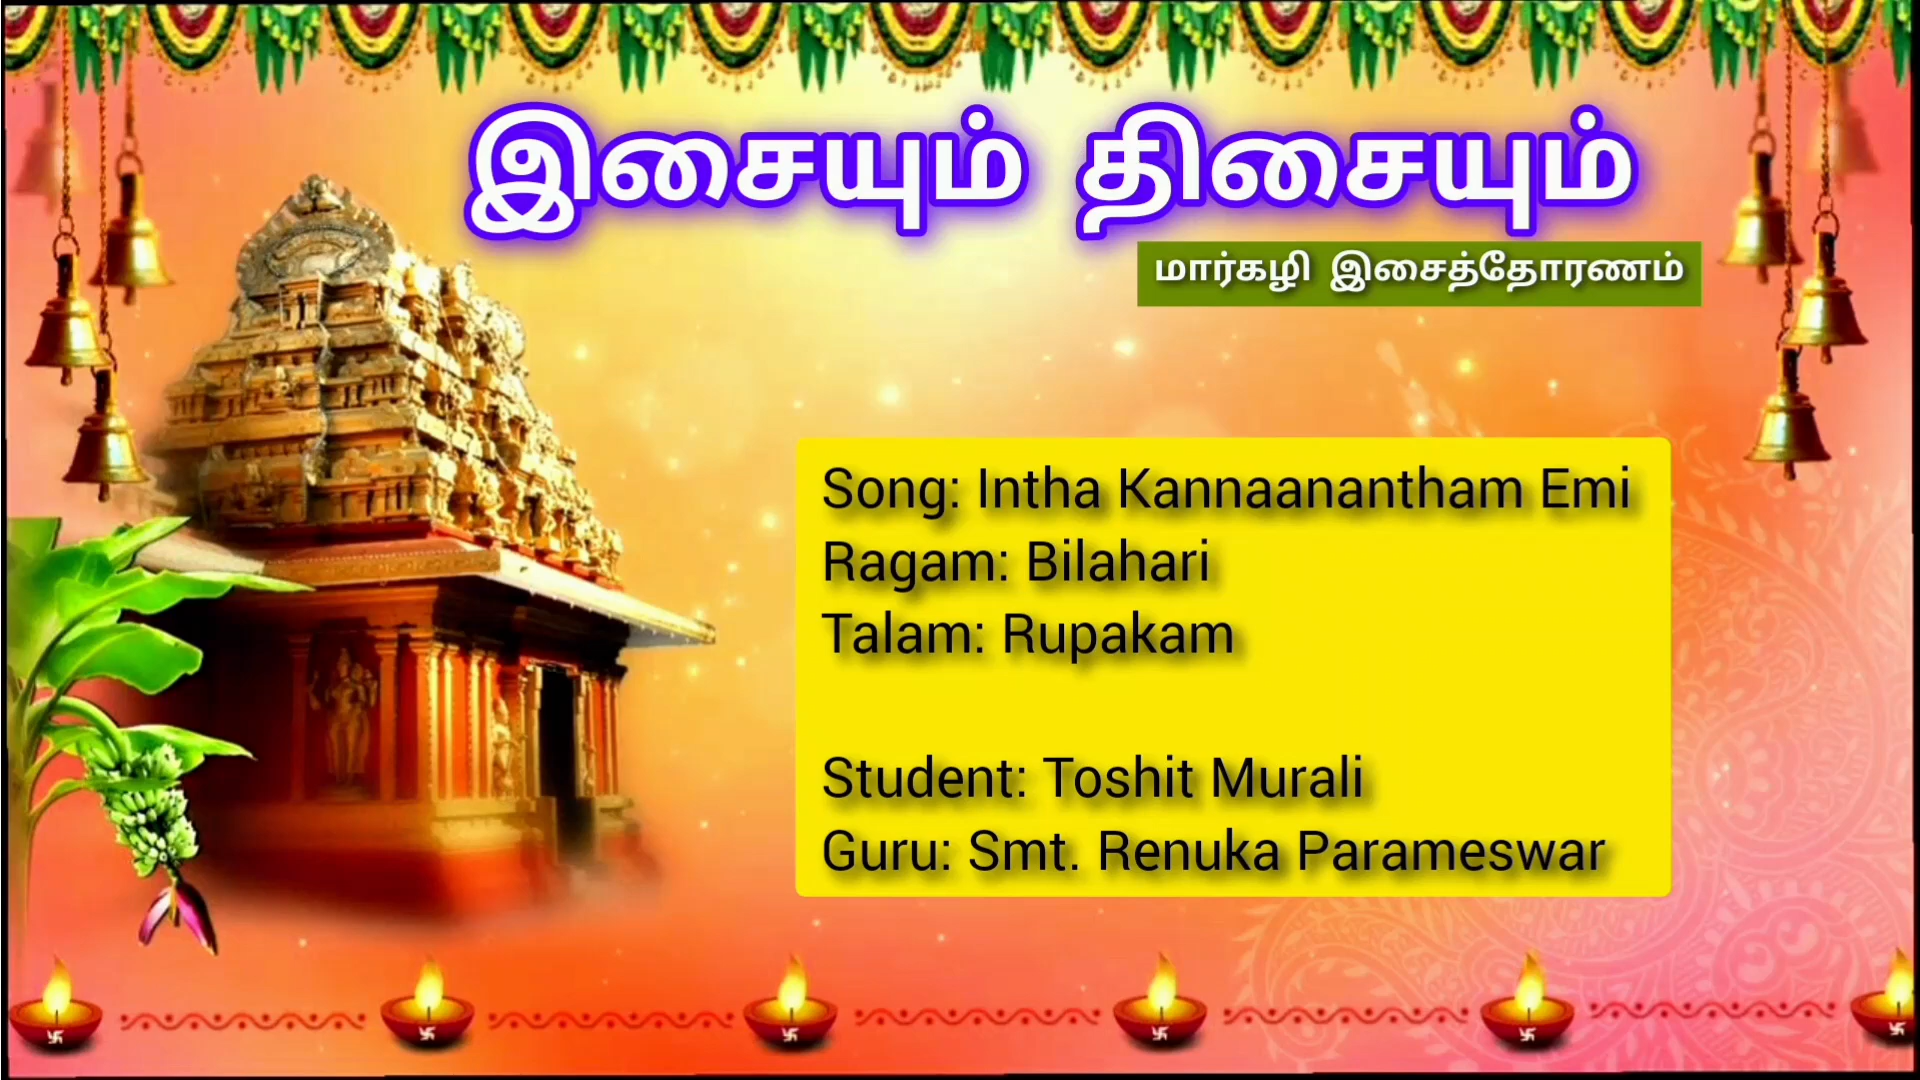 இசையும் திசையும்
மார்கழி இசைத்தோரணம்
Song: Intha Kannaanantham Emi
Ragam: Bilahari
Talam: Rupakam
Student: Toshit Murali
Guru: Smt. Renuka Parameswar